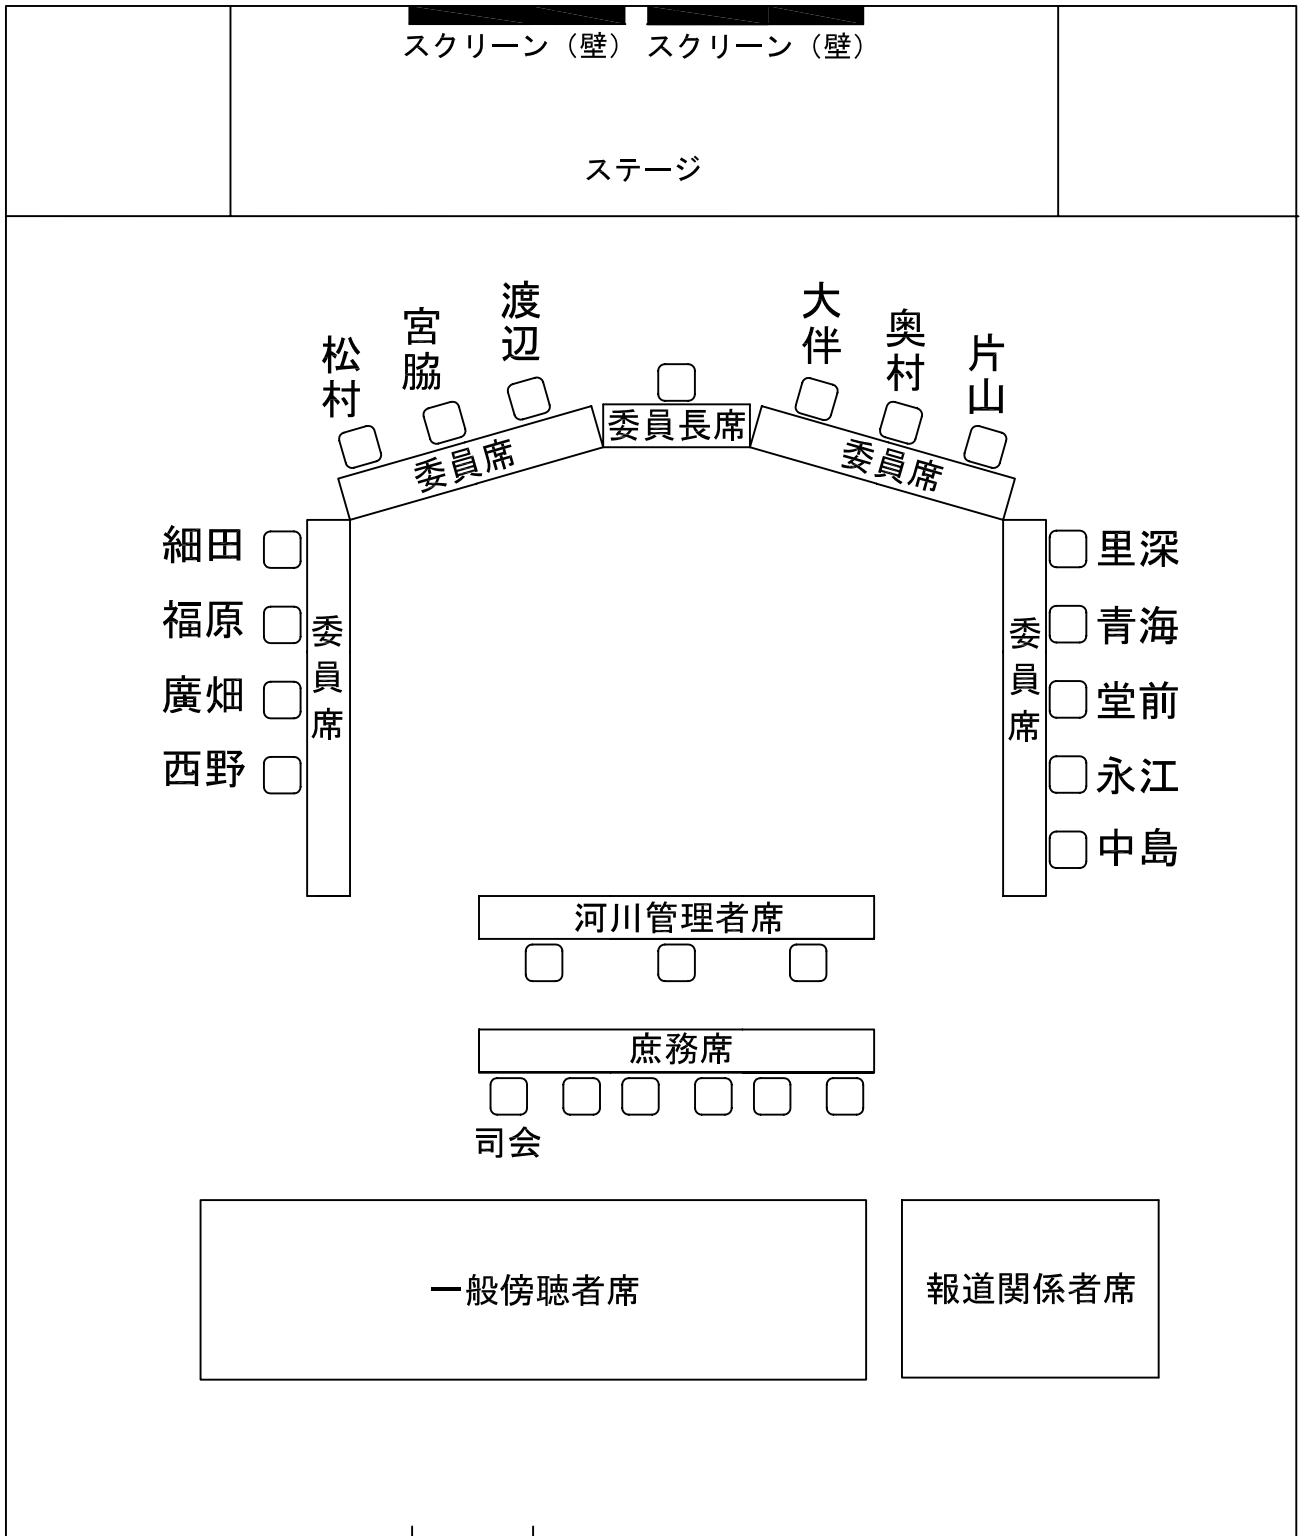 スクリーン（壁） スクリーン（壁）
ステージ
松村
宮脇
渡辺
大伴
奥村
片山
委員席
委員長席
委員席
細田
福原
廣畑
西野
委員席
委員席
里深
青海
堂前
永江
中島
河川管理者席
庶務席
司会
一般傍聴者席
報道関係者席